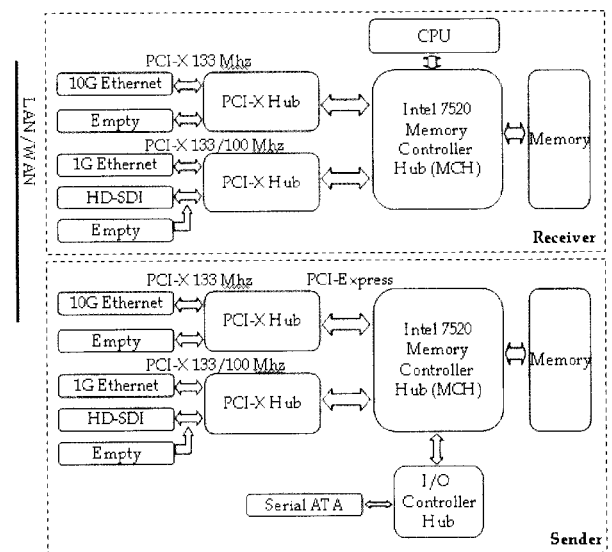 LAN/WAN
CPU
PCI-X 133 Mhz
10G Ethernet
PCI-X Hub
Empty
PCI-X 133/100 Mhz
1G Ethernet
PCI-X Hub
HD-SDI
Empty
Intel 7520
Memory
Controller
Hub (MCH)
Memory
Receiver
PCI-X 133 Mhz
PCI-Express
10G Ethernet
PCI-X Hub
Empty
PCI-X 133/100 Mhz
1G Ethernet
PCI-X Hub
HD-SDI
Empty
Intel 7520
Memory
Controller
Hub (MCH)
Memory
Serial ATA
I/O
Controller
Hub
Sender